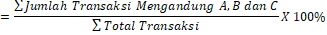 = ∑ Jumlah Transaksi Mengandung A, B dan C
∑ Total Transaksi
X 100%